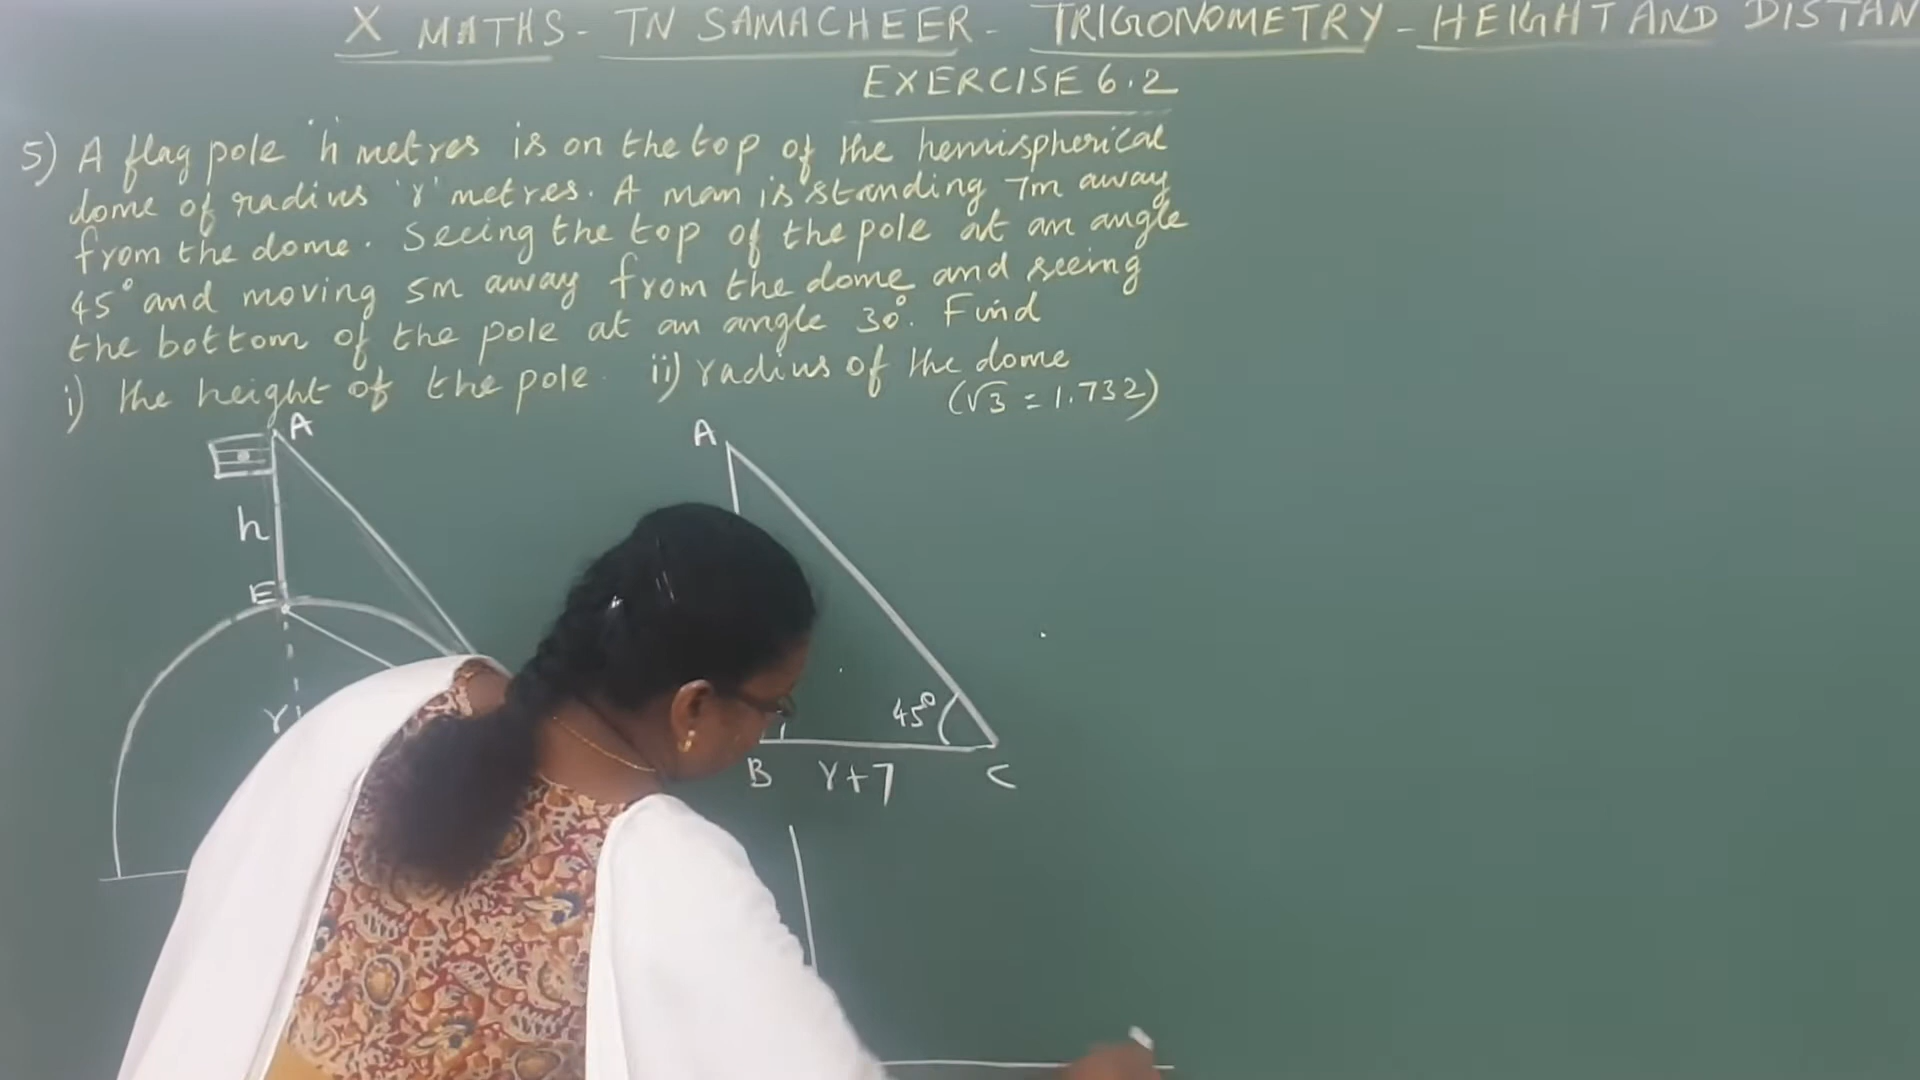 X MATHS - TN SAMACHEER - TRIGONOMETRY - HEIGHT AND DISTAN
EXERCISE 6.2
5) A flag pole 'h' metres is on the top of the hemispherical
dome of radius 'r' metres. A man is standing 7m away
from the dome. Seeing the top of the pole at an angle
45° and moving 5m away from the dome and seeing
the bottom of the pole at an angle 30°. Find
i) the height of the pole. ii) radius of the dome
(√3 = 1.732)
A
h
E
r
A
45°
B r+7 C